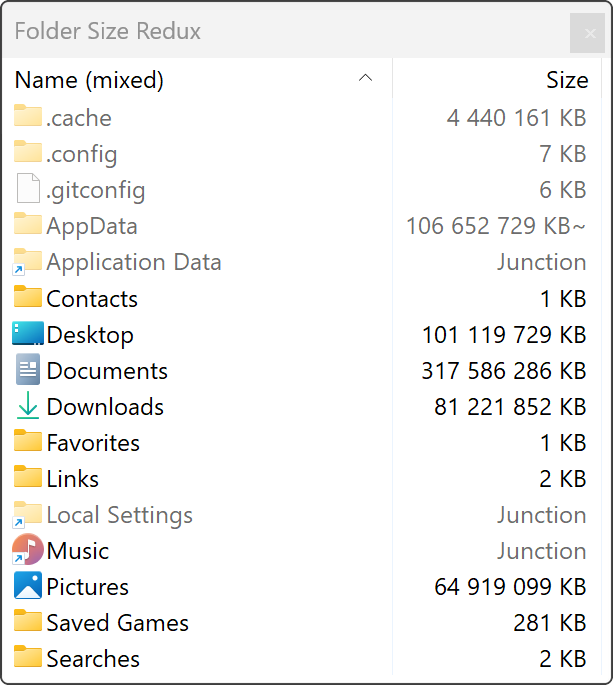 Folder Size Redux
Name (mixed) Size
.cache 4 440 161 KB
.config 7 KB
.gitconfig 6 KB
AppData 106 652 729 KB~
Application Data Junction
Contacts 1 KB
Desktop 101 119 729 KB
Documents 317 586 286 KB
Downloads 81 221 852 KB
Favorites 1 KB
Links 2 KB
Local Settings Junction
Music Junction
Pictures 64 919 099 KB
Saved Games 281 KB
Searches 2 KB